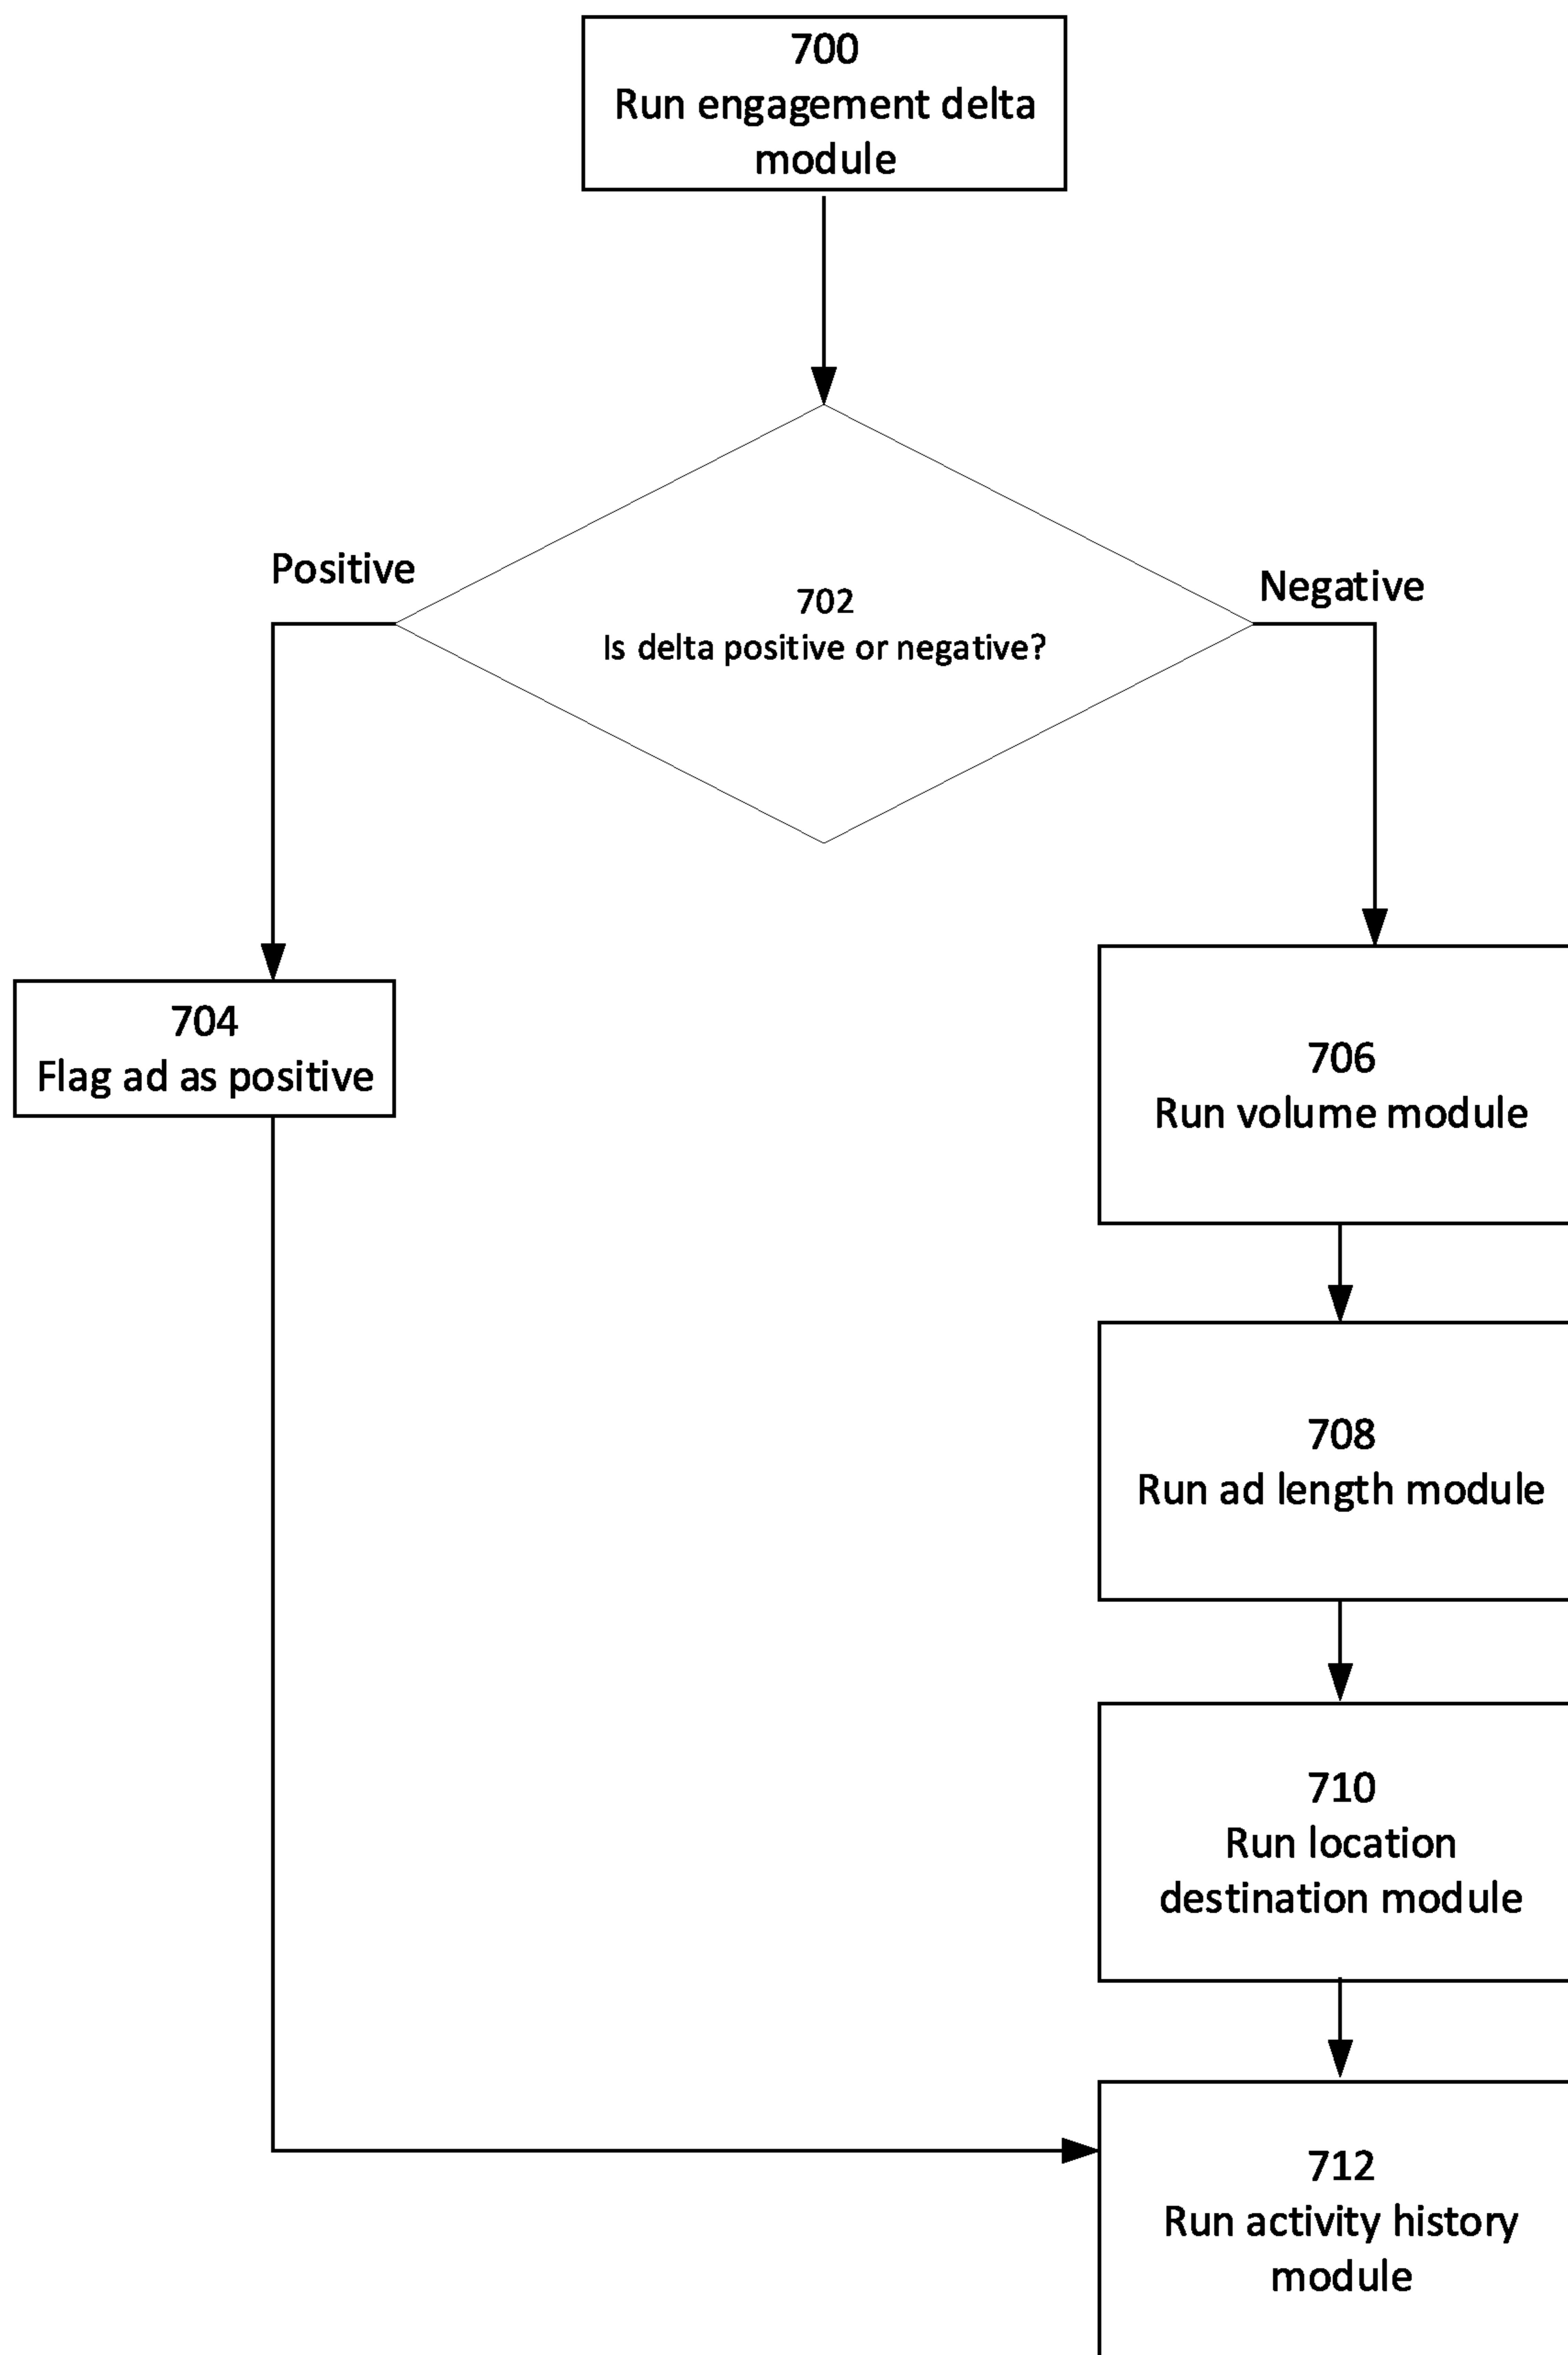 700
Run engagement delta
module
Positive
Negative
702
Is delta positive or negative?
704
Flag ad as positive
706
Run volume module
708
Run ad length module
710
Run location
destination module
712
Run activity history
module